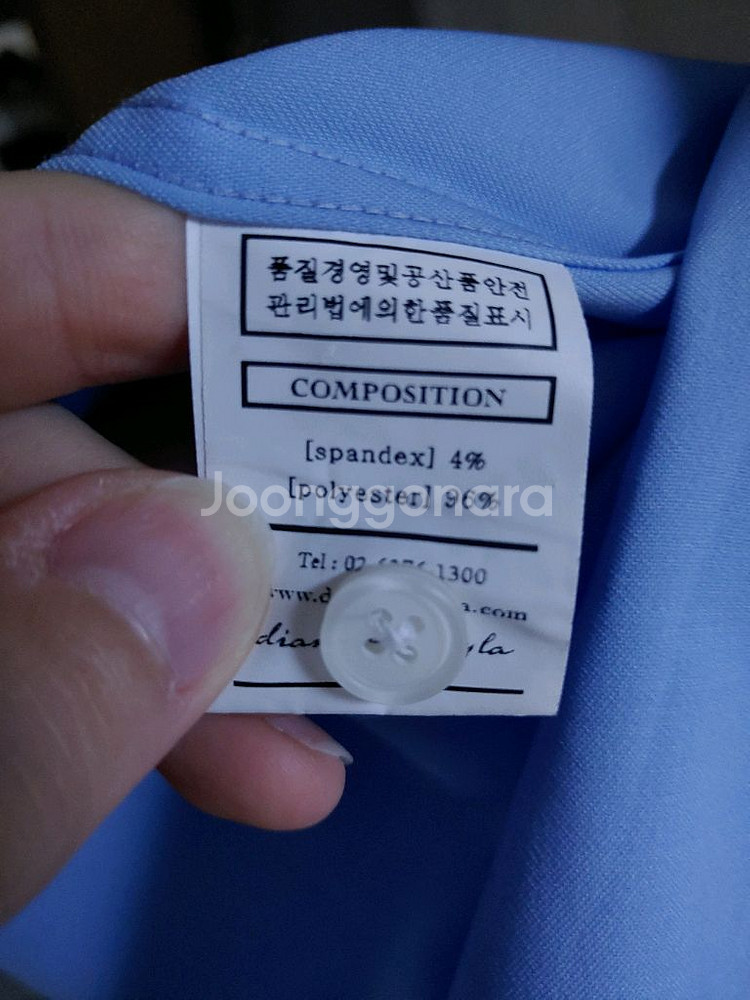 품질경영및공산품안전
관리법에의한품질표시
COMPOSITION
[spandex] 4%
[polyester] 96%
Joonggonara
Tel : 02 1300